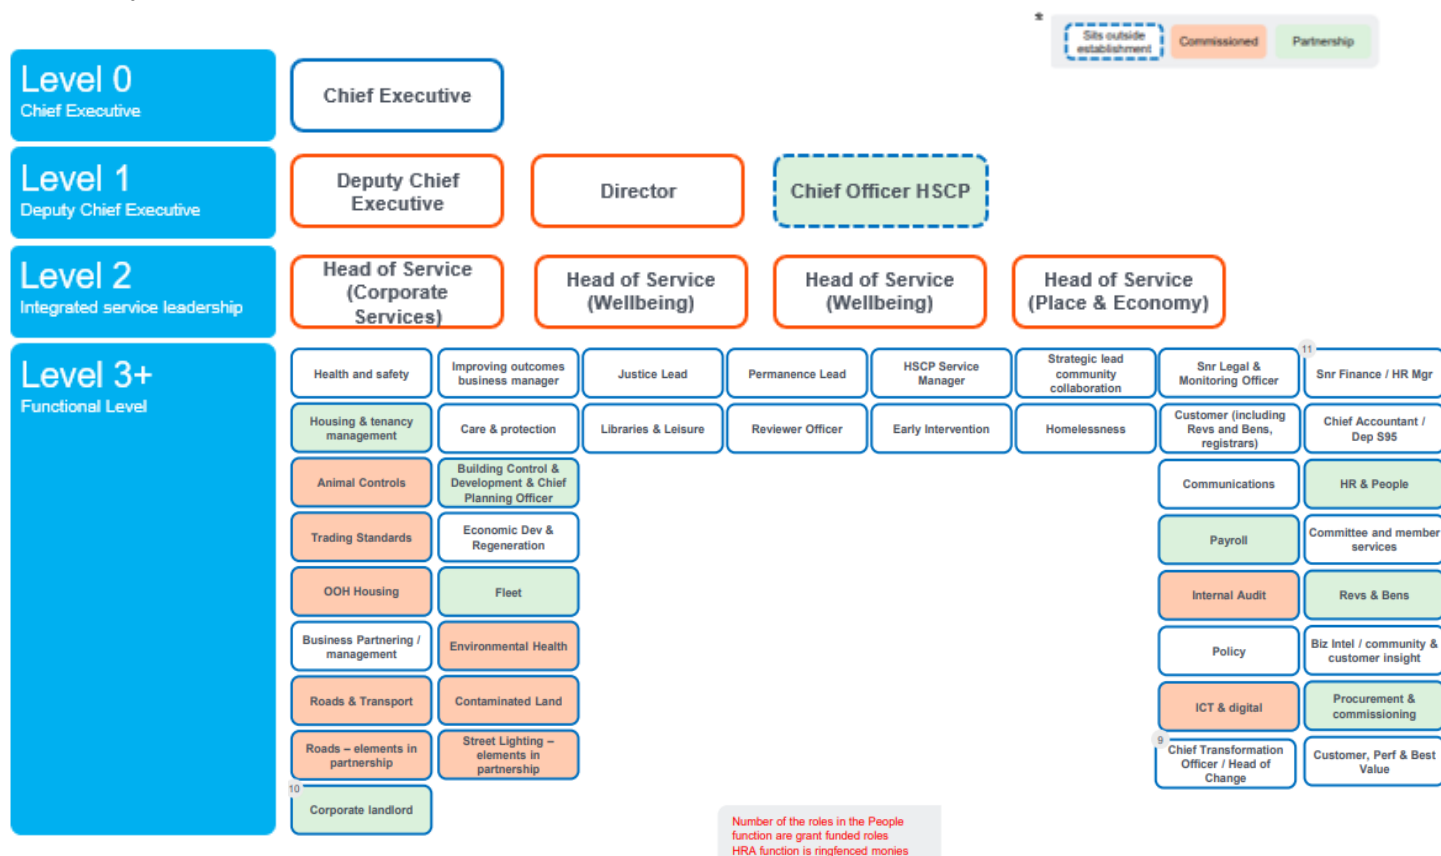 *
Sits outside
establishment
Commissioned
Partnership
Level 0
Chief Executive
Chief Executive
Level 1
Deputy Chief Executive
Deputy Chief
Executive
Director
Chief Officer HSCP
Level 2
Integrated service leadership
Head of Service
(Corporate
Services)
Head of Service
(Wellbeing)
Head of Service
(Wellbeing)
Head of Service
(Place & Economy)
Level 3+
Functional Level
Health and safety
Improving outcomes
business manager
Justice Lead
Permanence Lead
HSCP Service
Manager
Strategic lead
community
collaboration
Snr Legal &
Monitoring Officer
11
Snr Finance / HR Mgr
Housing & tenancy
management
Care & protection
Libraries & Leisure
Reviewer Officer
Early Intervention
Homelessness
Customer (including
Revs and Bens,
registrars)
Chief Accountant /
Dep S95
Animal Controls
Building Control &
Development & Chief
Planning Officer
Communications
HR & People
Trading Standards
Economic Dev &
Regeneration
Payroll
Committee and member
services
OOH Housing
Fleet
Internal Audit
Revs & Bens
Business Partnering /
management
Environmental Health
Policy
Biz Intel / community &
customer insight
Roads & Transport
Contaminated Land
ICT & digital
Procurement &
commissioning
Roads – elements in
partnership
Street Lighting –
elements in
partnership
9
Chief Transformation
Officer / Head of
Change
Customer, Perf & Best
Value
10
Corporate landlord
Number of the roles in the People
function are grant funded roles
HRA function is ringfenced monies